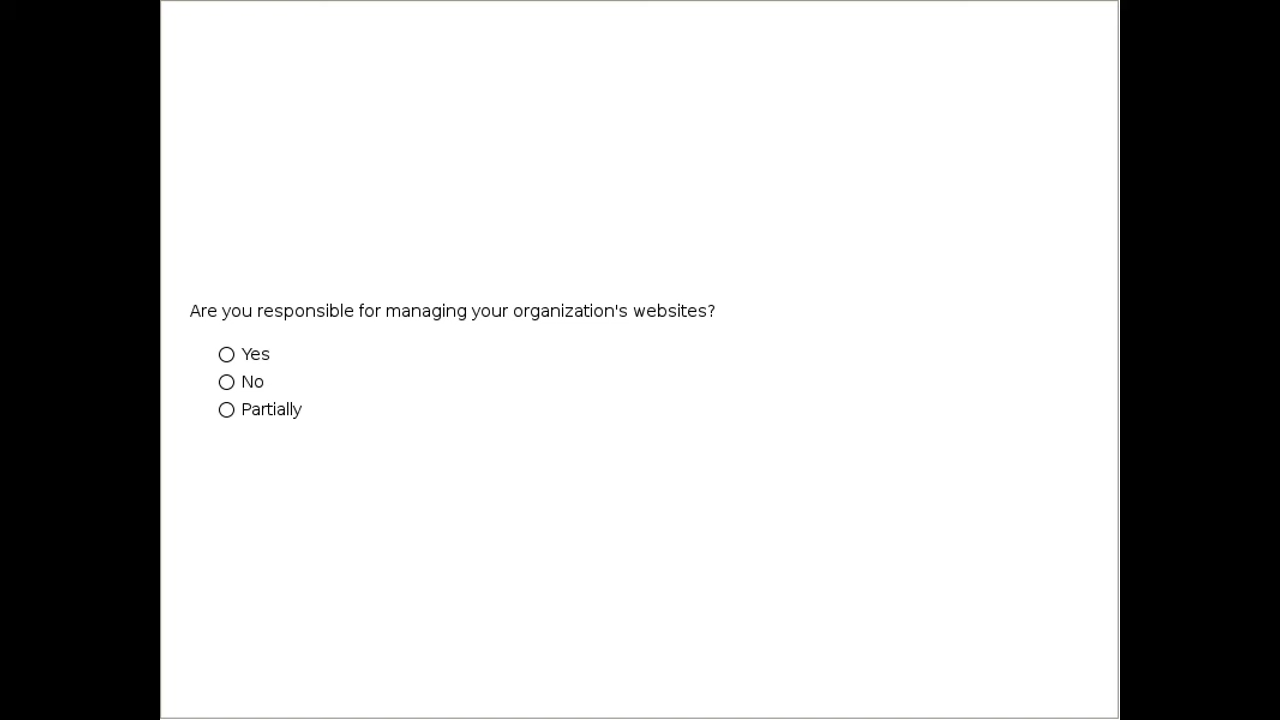 Are you responsible for managing your organization's websites?
Yes
No
Partially